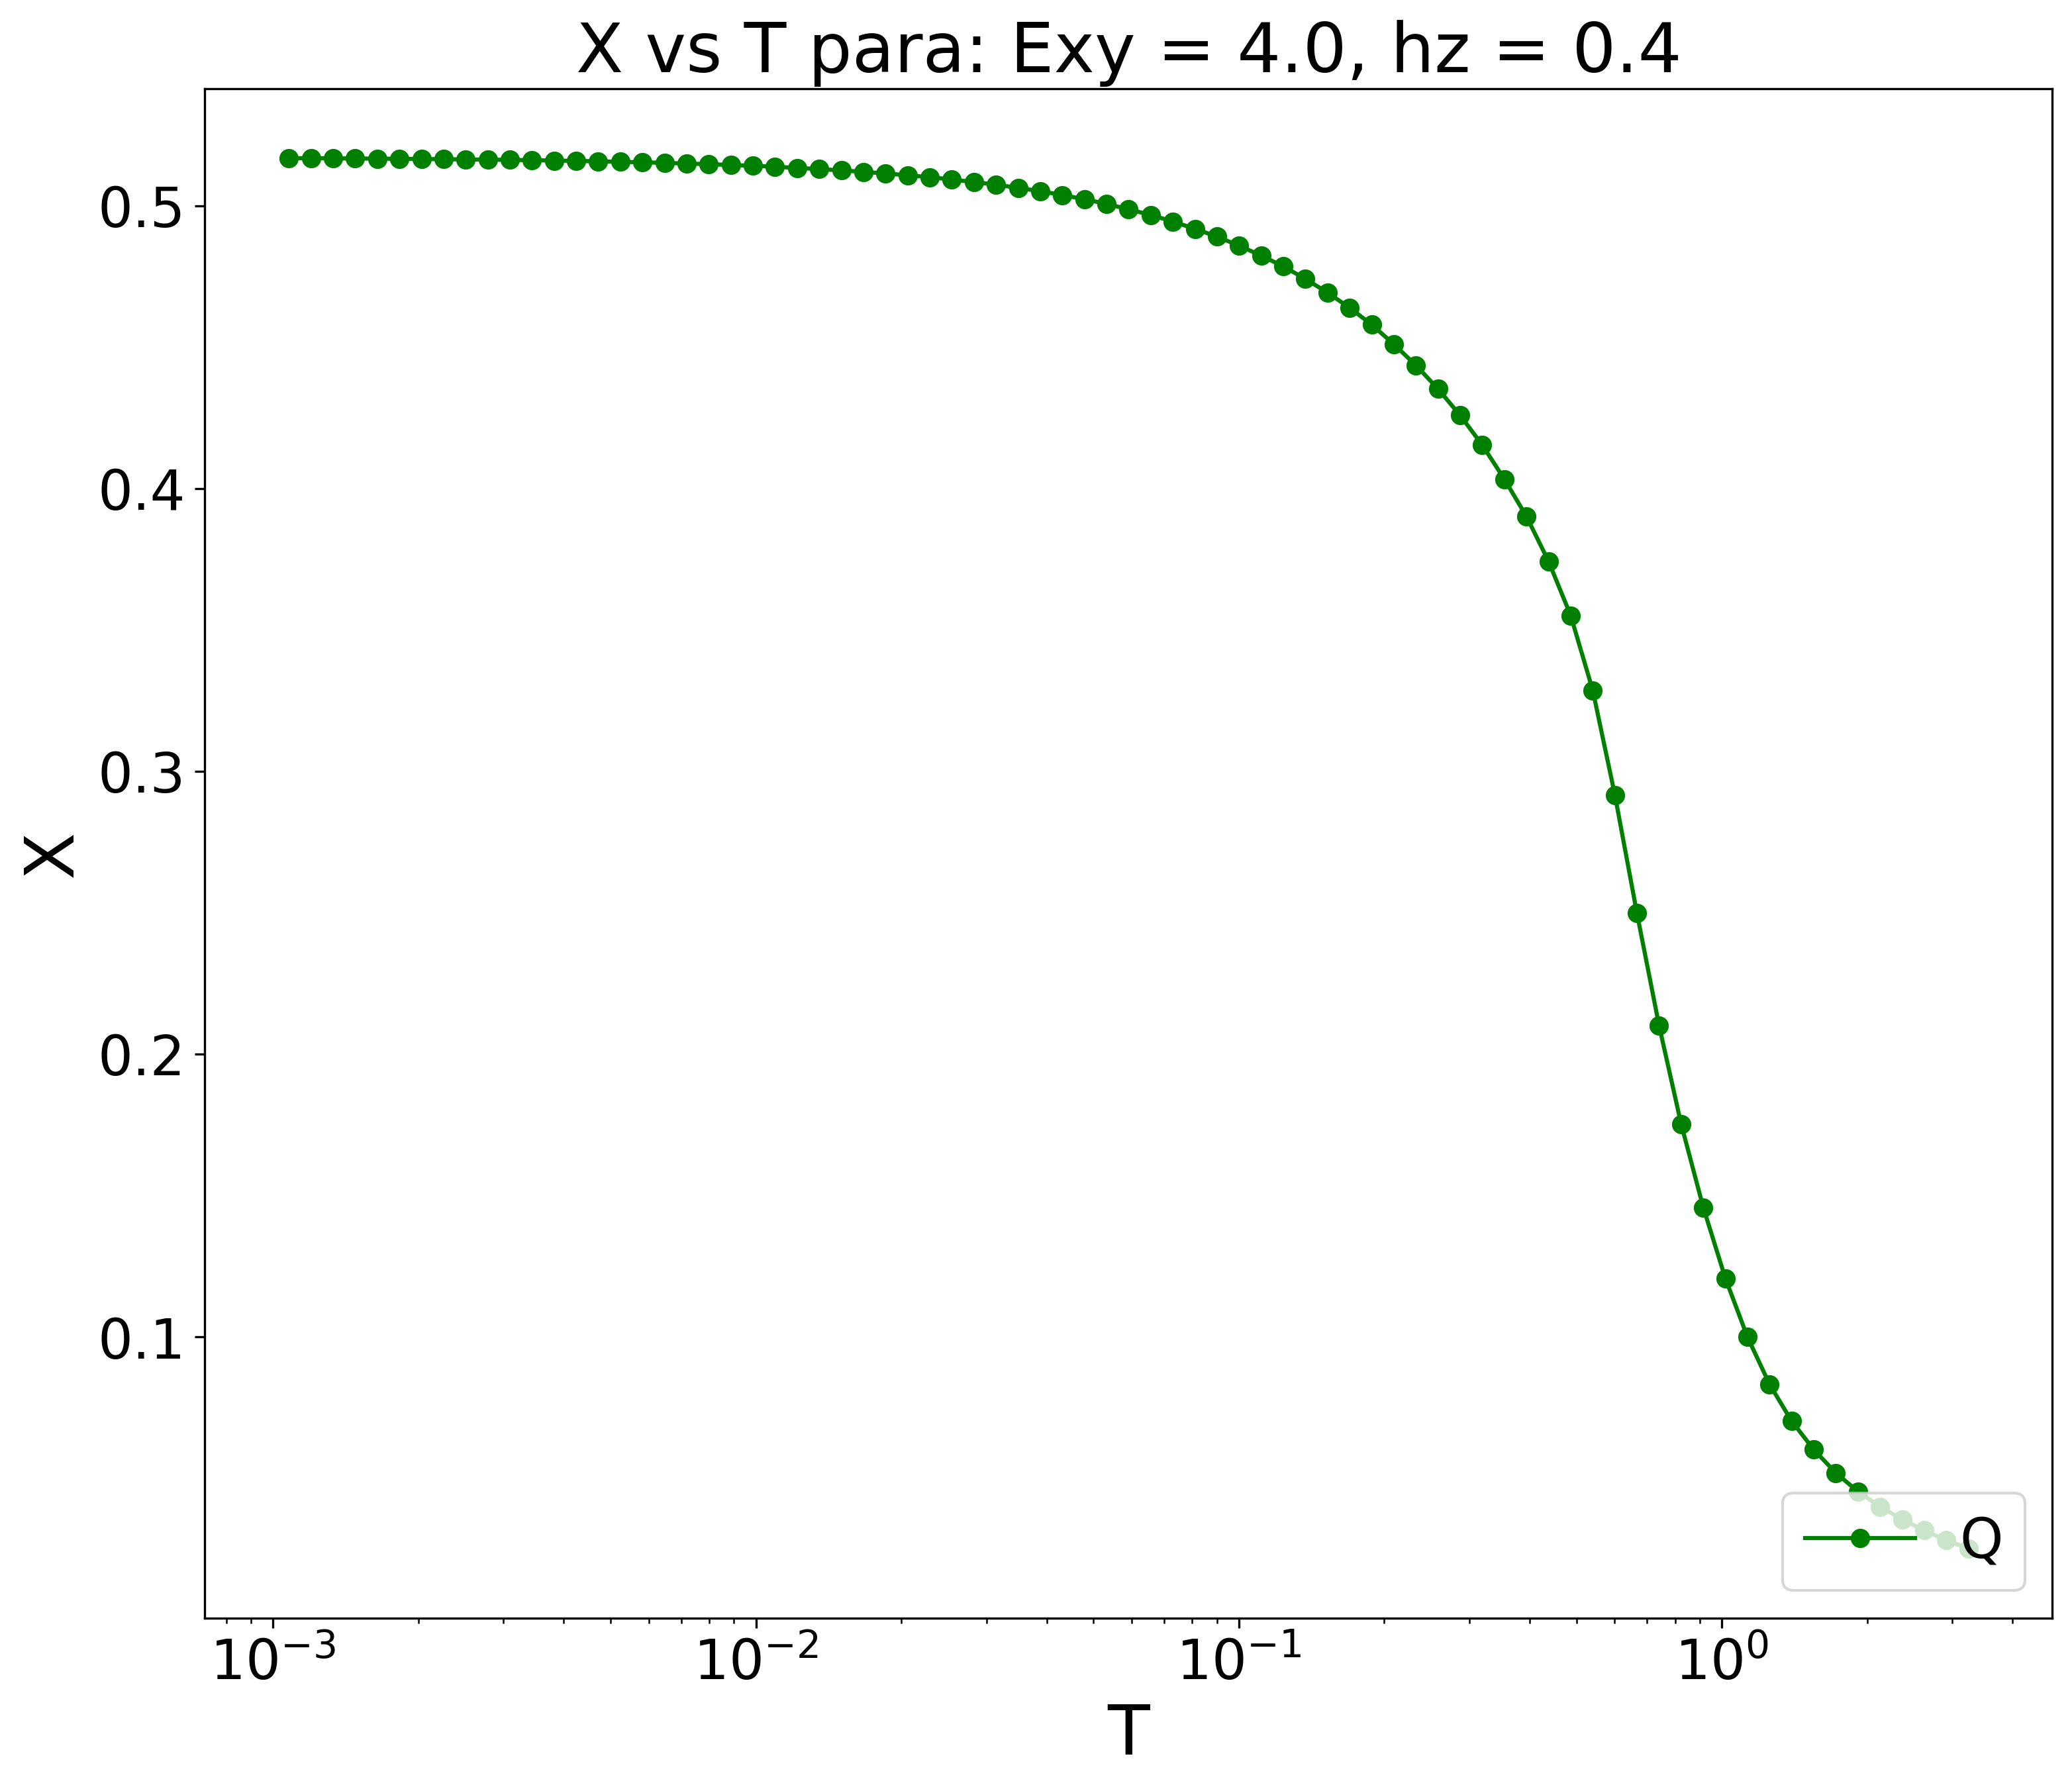 X vs T para: Exy = 4.0, hz = 0.4
0.5
0.4
0.3
0.2
0.1
X
10⁻³ 10⁻² 10⁻¹ 10⁰
T
Q